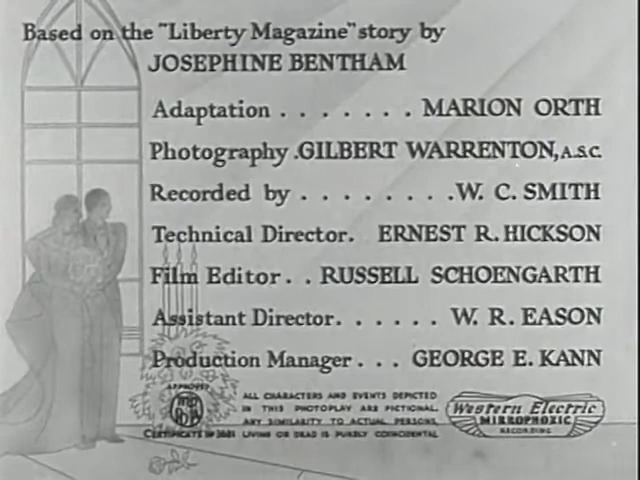 Based on the "Liberty Magazine" story by
JOSEPHINE BENTHAM
Adaptation . . . . . . . MARION ORTH
Photography . GILBERT WARRENTON, A.S.C.
Recorded by . . . . . . . . W. C. SMITH
Technical Director. ERNEST R. HICKSON
Film Editor . . RUSSELL SCHOENGARTH
Assistant Director. . . . . . W. R. EASON
Production Manager . . . GEORGE E. KANN
APPROVED
ALL CHARACTERS AND EVENTS DEPICTED
IN THIS PHOTOPLAY ARE FICTIONAL.
ANY SIMILARITY TO ACTUAL PERSONS,
LIVING OR DEAD IS PURELY COINCIDENTAL
CERTIFICATE No.
Western Electric
MIRROPHONIC
RECORDING